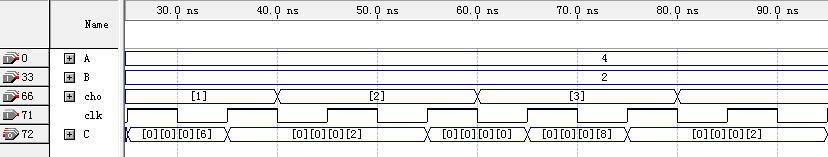 30.0 ns 40.0 ns 50.0 ns 60.0 ns 70.0 ns 80.0 ns 90.0 ns
Name
0 A 4
33 B 2
66 cho [1] [2] [3]
71 clk
72 C [0][0][0][6] [0][0][0][2] [0][0][0][0] [0][0][0][8] [0][0][0][2]